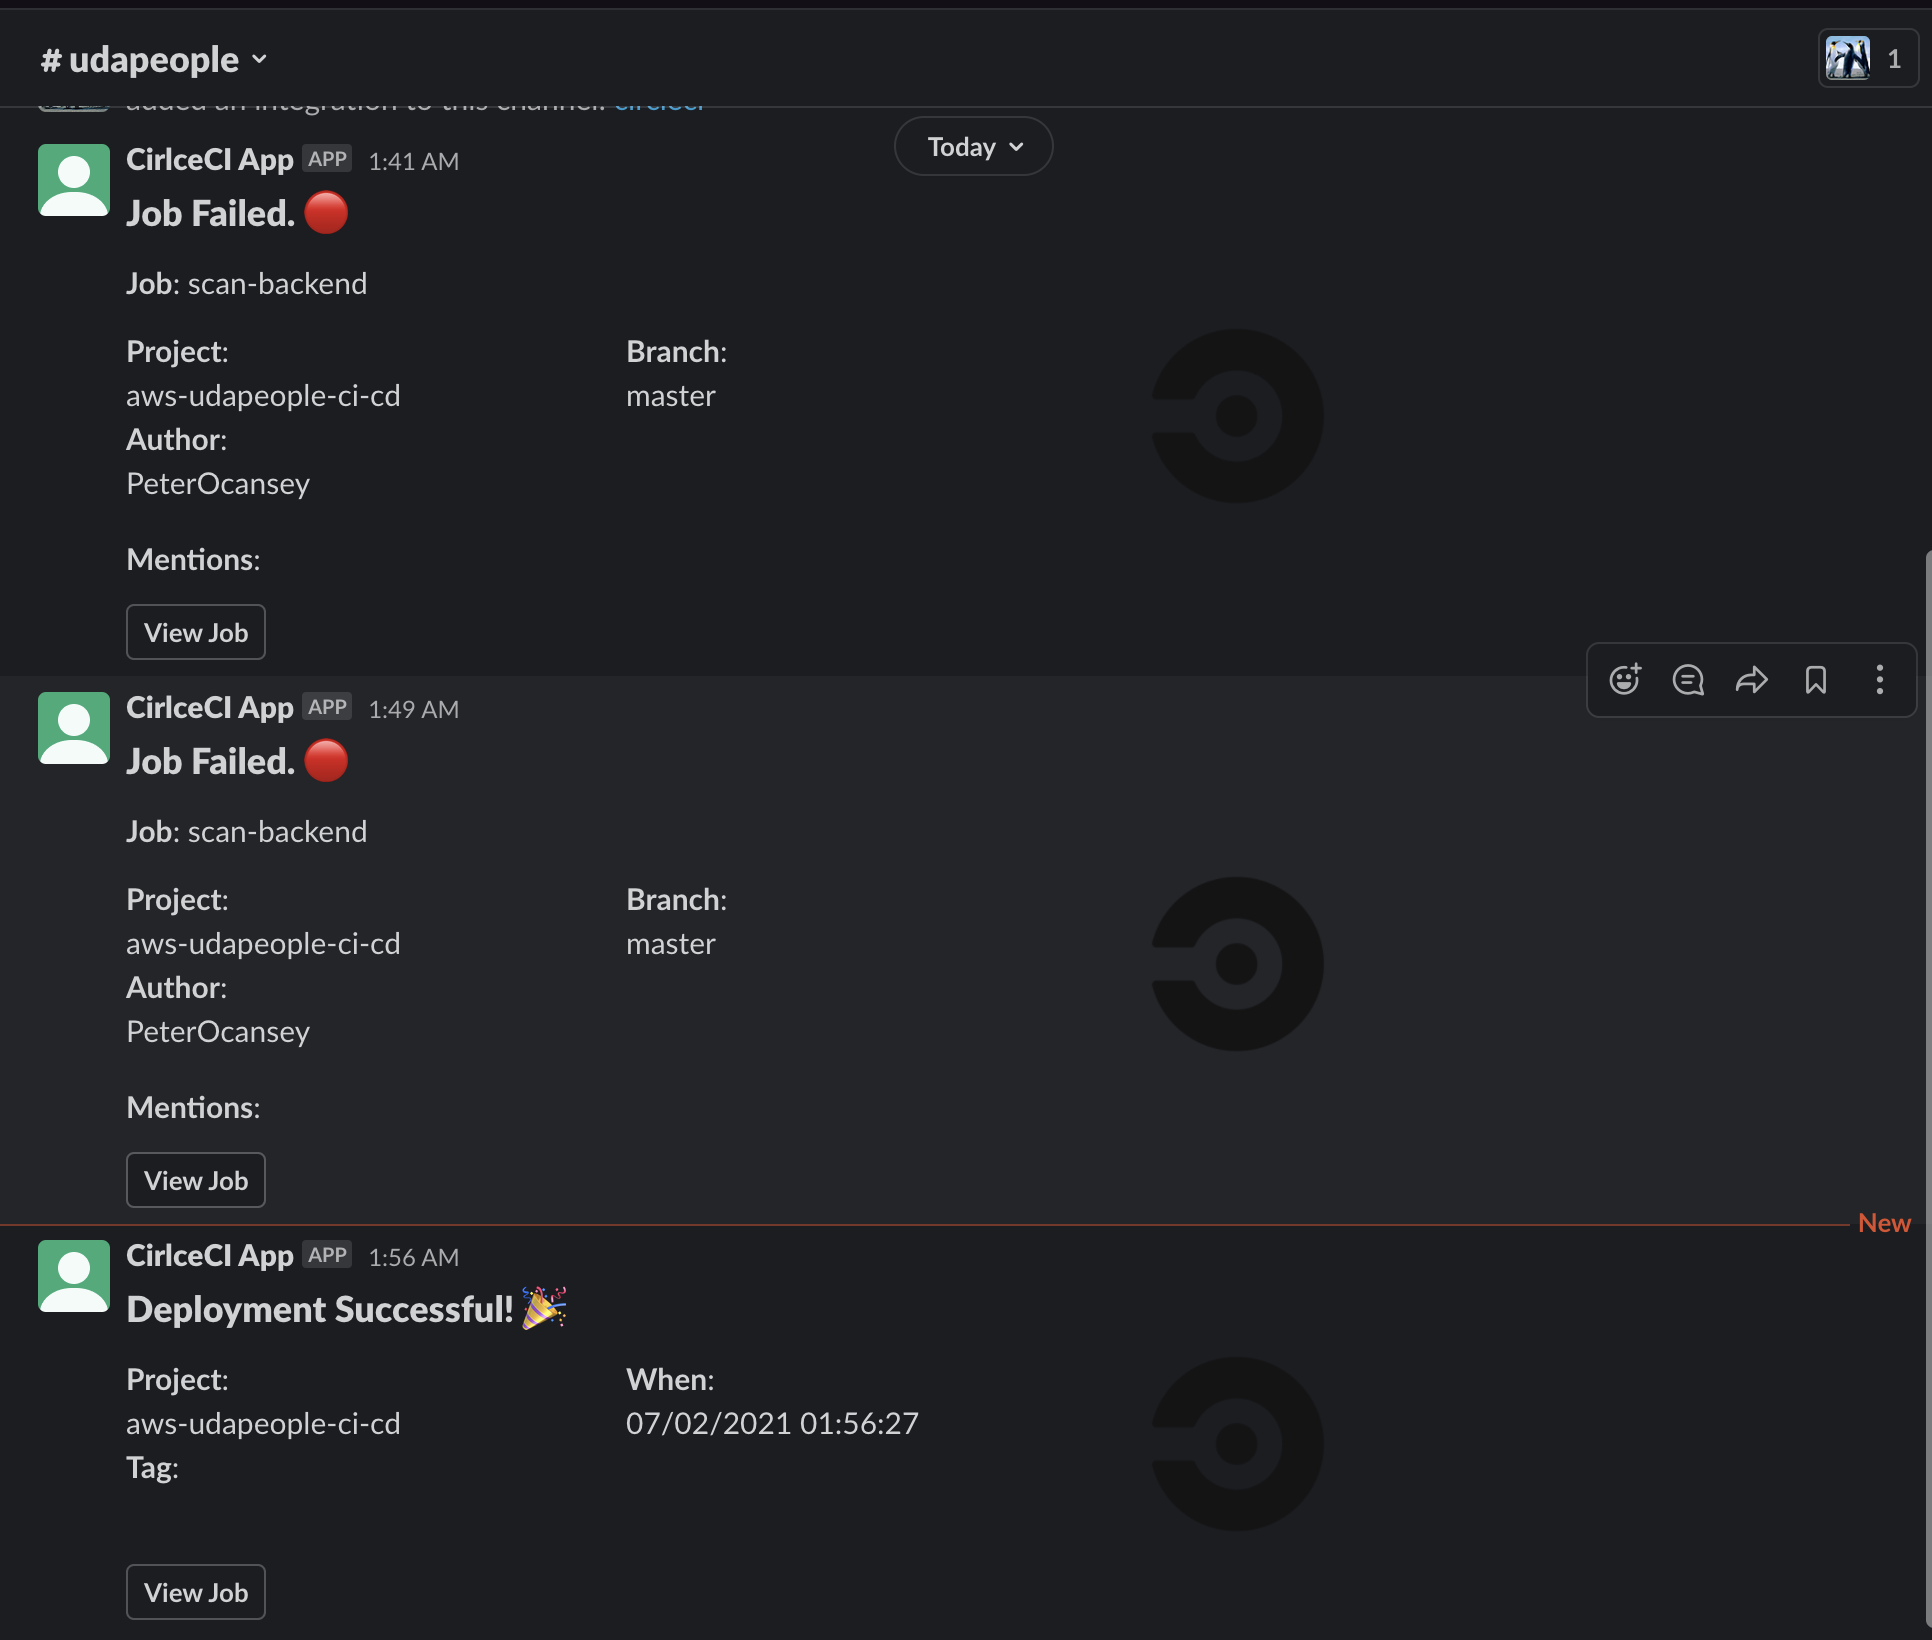 # udapeople
1
added an integration to this channel: circleci
Today
CirlceCI App APP 1:41 AM
Job Failed. 🔴
Job: scan-backend
Project:
Branch:
aws-udapeople-ci-cd
master
Author:
PeterOcansey
Mentions:
View Job
CirlceCI App APP 1:49 AM
Job Failed. 🔴
Job: scan-backend
Project:
Branch:
aws-udapeople-ci-cd
master
Author:
PeterOcansey
Mentions:
View Job
New
CirlceCI App APP 1:56 AM
Deployment Successful! 🎉
Project:
When:
aws-udapeople-ci-cd
07/02/2021 01:56:27
Tag:
View Job